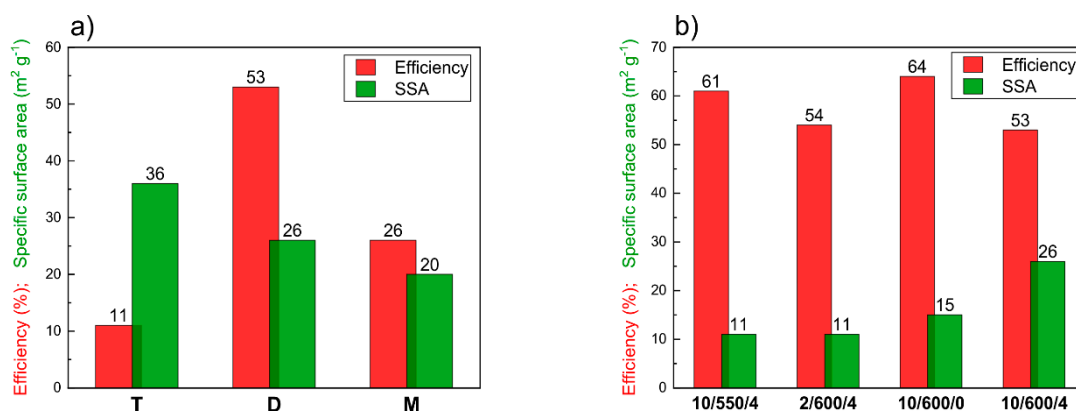 a)
Efficiency (%); Specific surface area (m² g⁻¹)
60
50
40
30
20
10
0
Efficiency
SSA
11
36
53
26
26
20
T D M
b)
Efficiency (%); Specific surface area (m² g⁻¹)
70
60
50
40
30
20
10
0
Efficiency
SSA
61
11
54
11
64
15
53
26
10/550/4 2/600/4 10/600/0 10/600/4